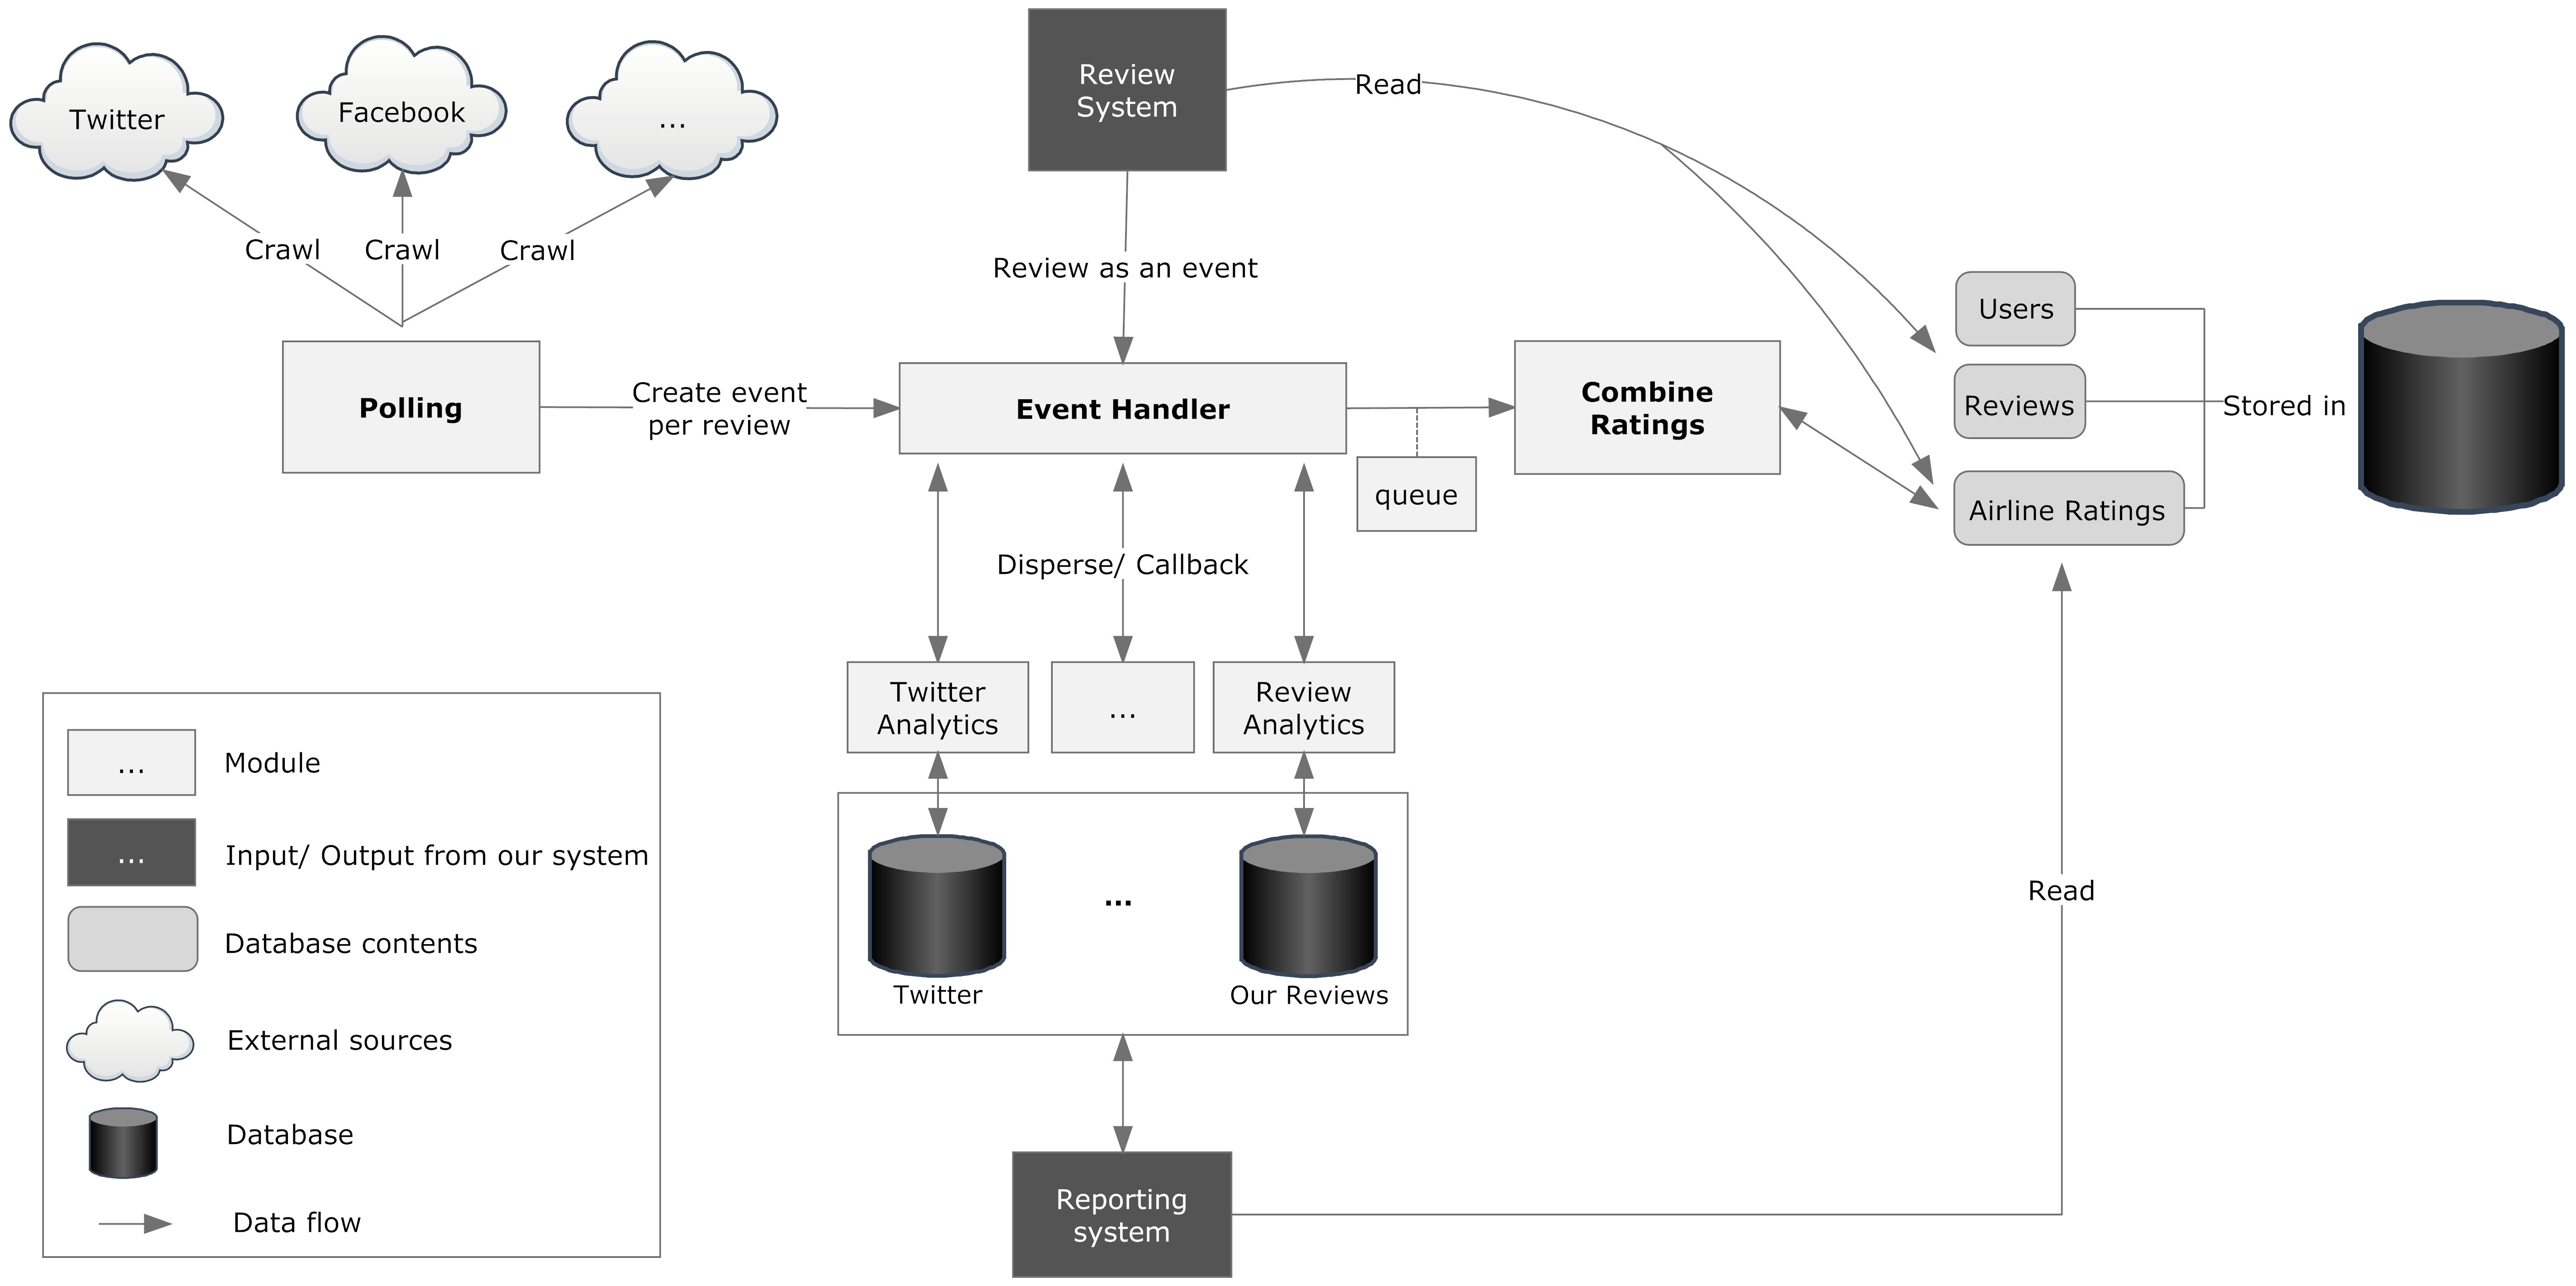 Twitter
Facebook
...
Review
System
Read
Crawl
Crawl
Crawl
Review as an event
Users
Polling
Create event
per review
Event Handler
Combine
Ratings
Reviews
Stored in
queue
Airline Ratings
Disperse/ Callback
Twitter
Analytics
...
Review
Analytics
...
Module
...
Input/ Output from our system
Database contents
External sources
Database
Data flow
...
Twitter
Our Reviews
Read
Reporting
system